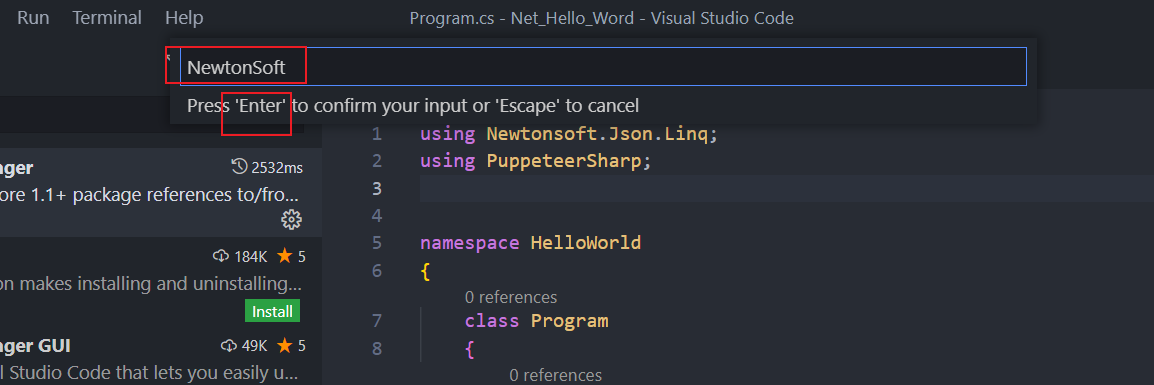 Run Terminal Help Program.cs - Net_Hello_Word - Visual Studio Code
NewtonSoft
Press 'Enter' to confirm your input or 'Escape' to cancel
ager 2532ms
ore 1.1+ package references to/fro...
184K 5
on makes installing and uninstalling...
Install
ager GUI 49K 5
l Studio Code that lets you easily u...
1 using Newtonsoft.Json.Linq;
2 using PuppeteerSharp;
3
4
5 namespace HelloWorld
6 {
0 references
7 class Program
8 {
0 references